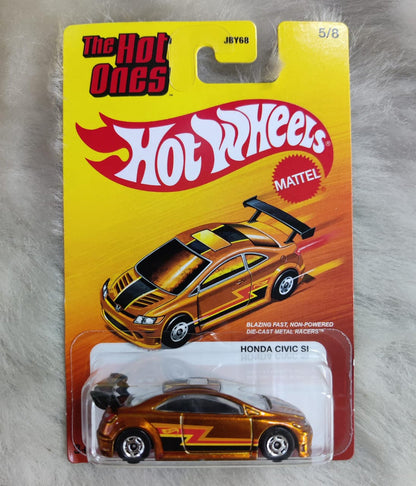 The Hot
Ones™
JBY68
5/8
Hot Wheels®
MATTEL
BLAZING FAST, NON-POWERED
DIE-CAST METAL RACERS™
HONDA CIVIC SI